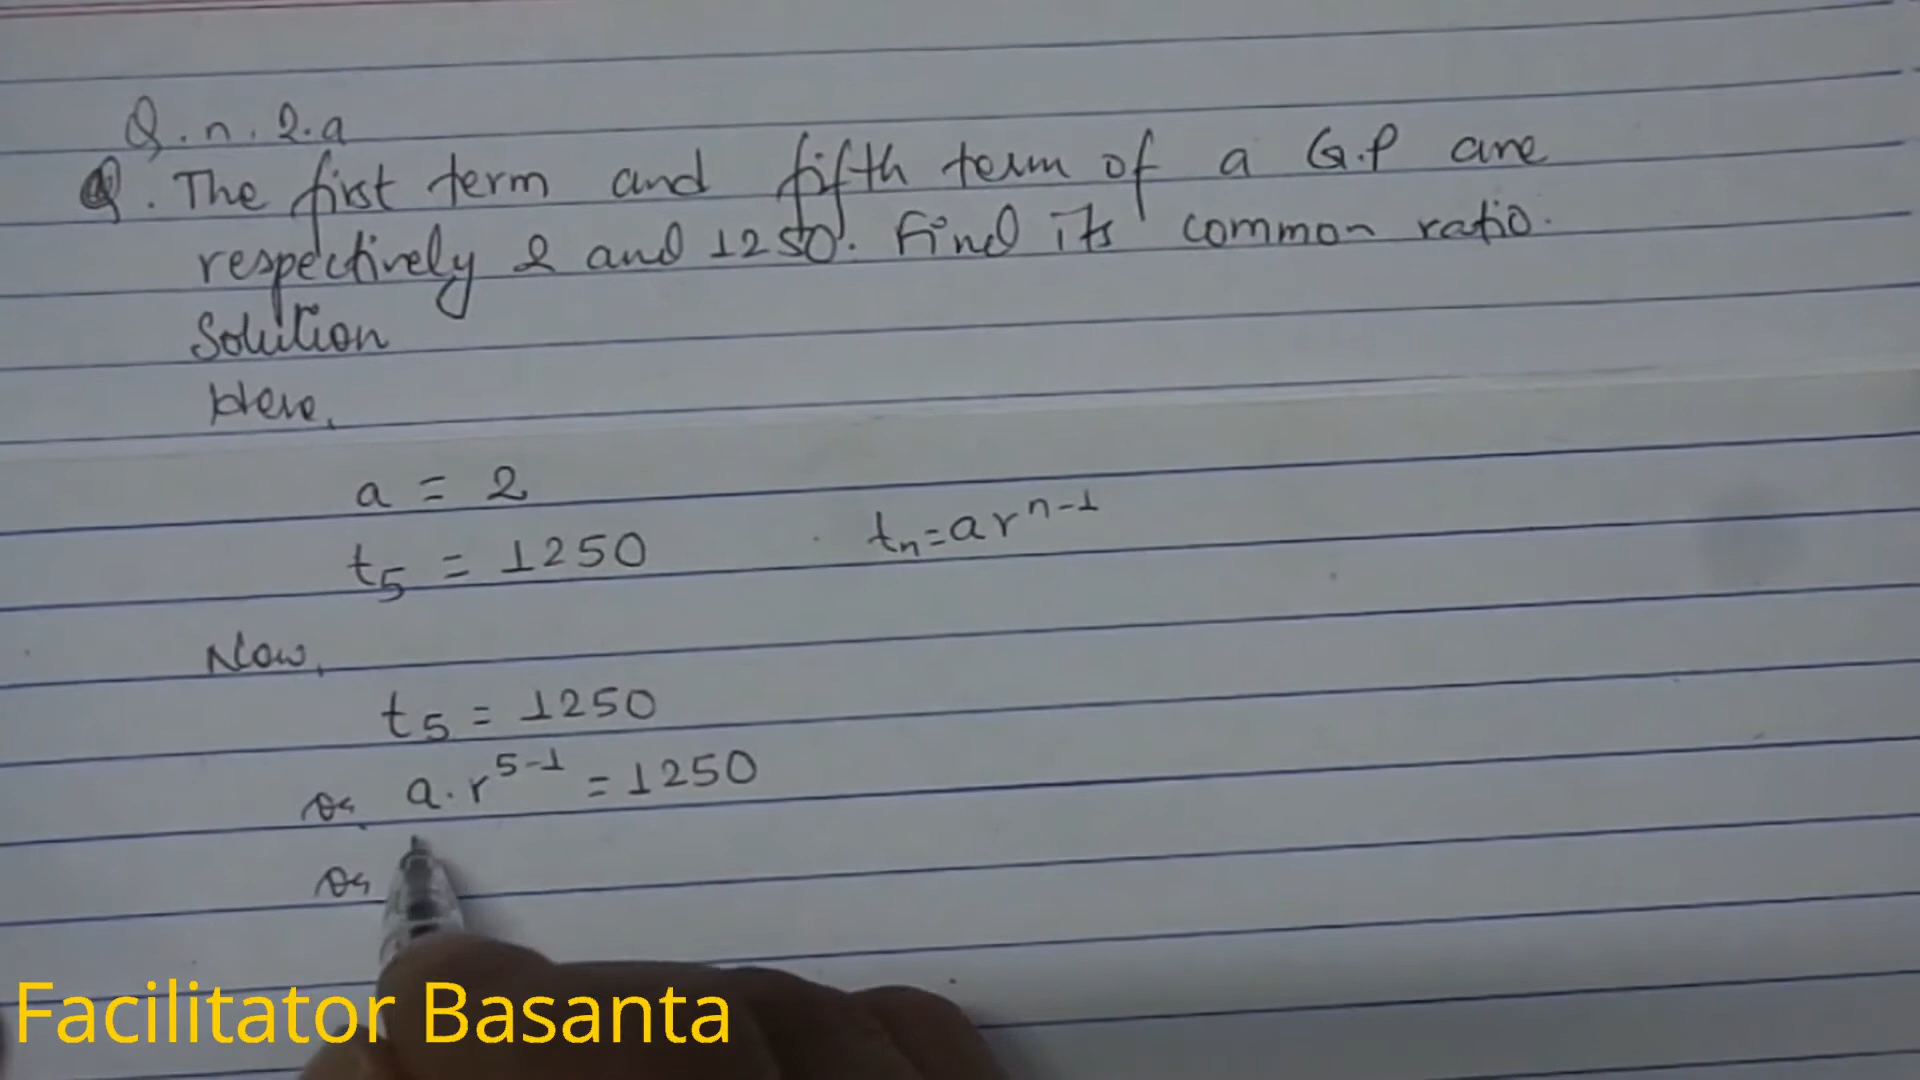 Q.n.2.a
Q. The first term and fifth term of a G.P are
respectively 2 and 1250. Find its common ratio.
Solution
Here,
a = 2
t₅ = 1250 tₙ=arⁿ⁻¹
Now,
t₅ = 1250
or a.r⁵⁻¹ = 1250
or
Facilitator Basanta